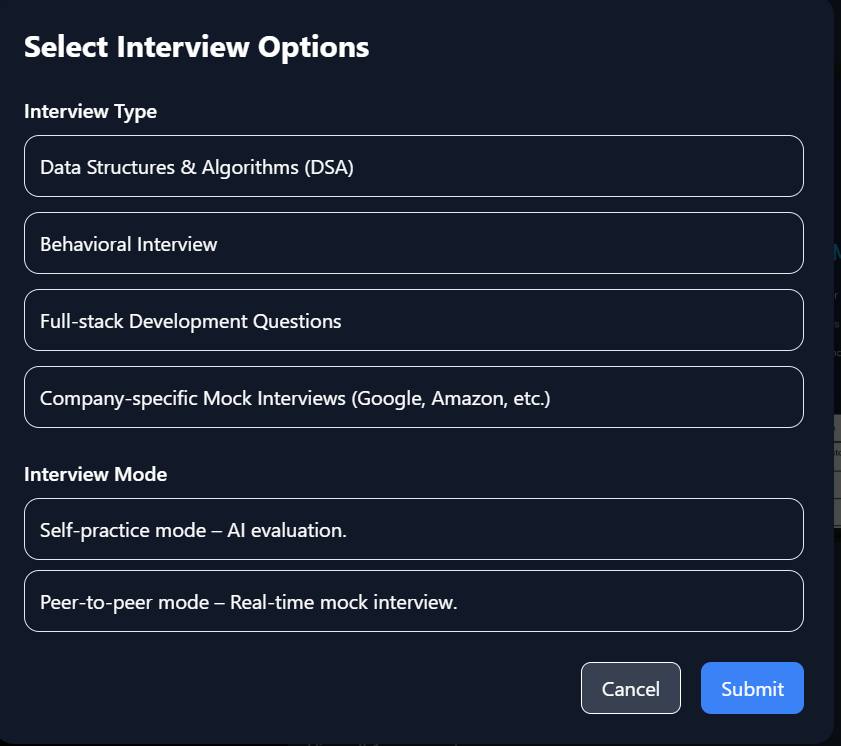 Select Interview Options
Interview Type
Data Structures & Algorithms (DSA)
Behavioral Interview
Full-stack Development Questions
Company-specific Mock Interviews (Google, Amazon, etc.)
Interview Mode
Self-practice mode – AI evaluation.
Peer-to-peer mode – Real-time mock interview.
Cancel
Submit